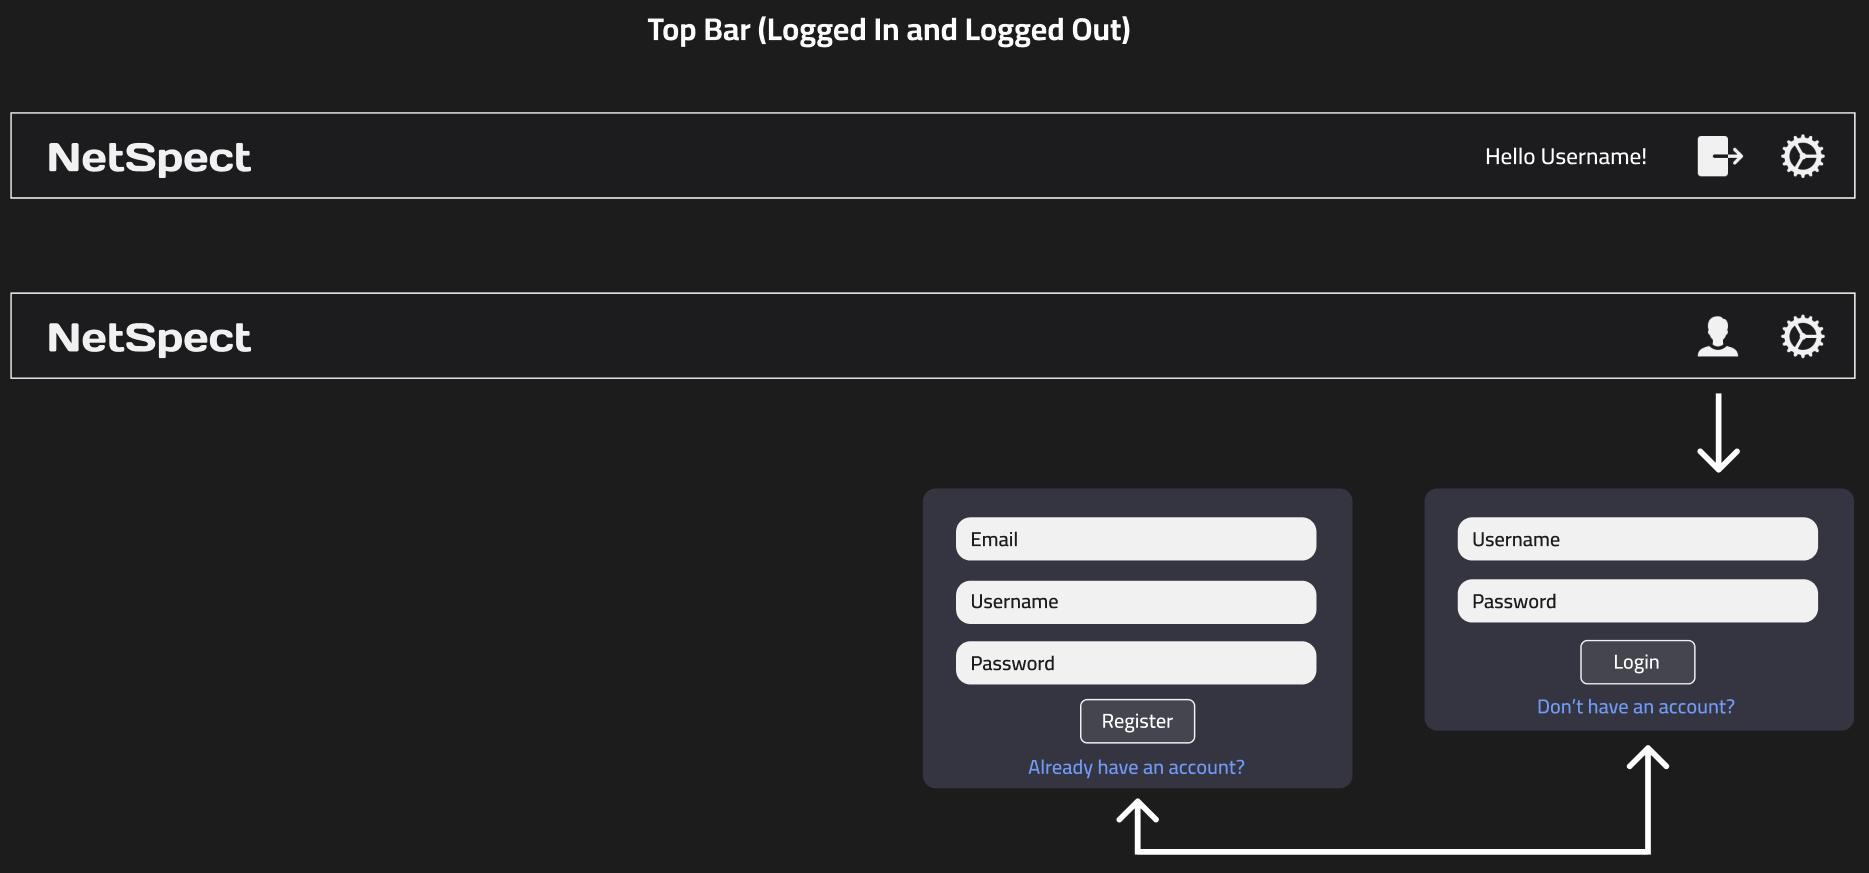 Top Bar (Logged In and Logged Out)
NetSpect
Hello Username!
NetSpect
Email
Username
Password
Register
Already have an account?
Username
Password
Login
Don't have an account?